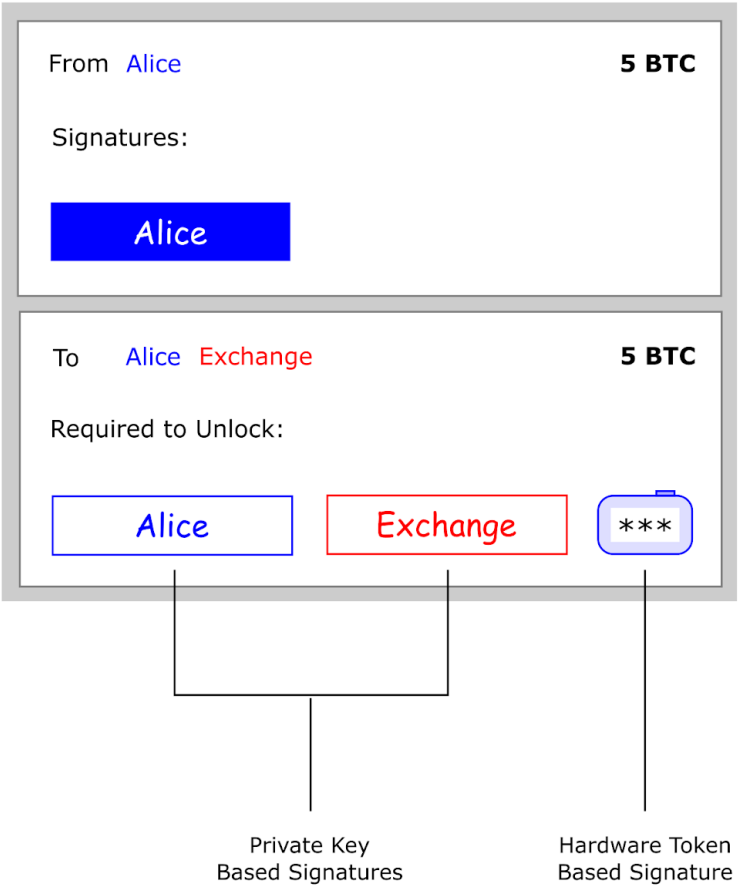 From Alice 5 BTC
Signatures:
Alice
To Alice Exchange 5 BTC
Required to Unlock:
Alice Exchange ***
Private Key Hardware Token
Based Signatures Based Signature